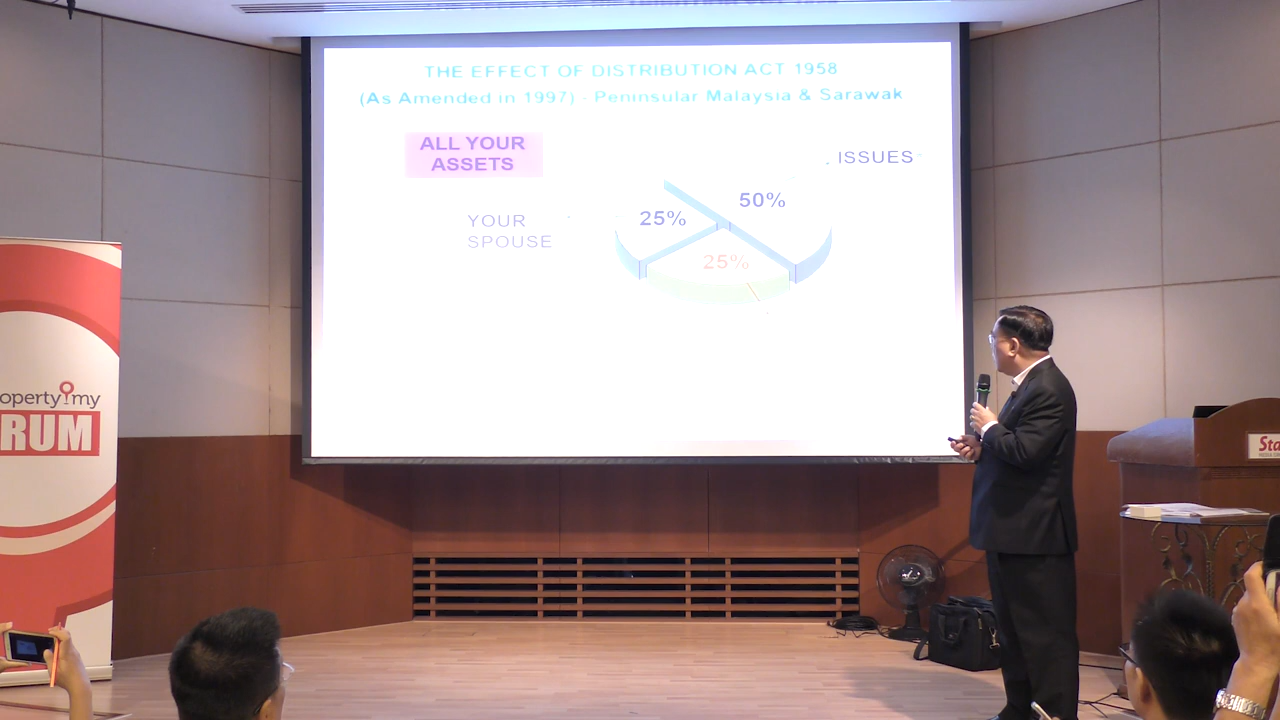 THE EFFECT OF DISTRIBUTION ACT 1958
(As Amended in 1997) - Peninsular Malaysia & Sarawak
ALL YOUR
ASSETS
ISSUES
50%
25%
YOUR
SPOUSE
25%
operty my
RUM
Sta